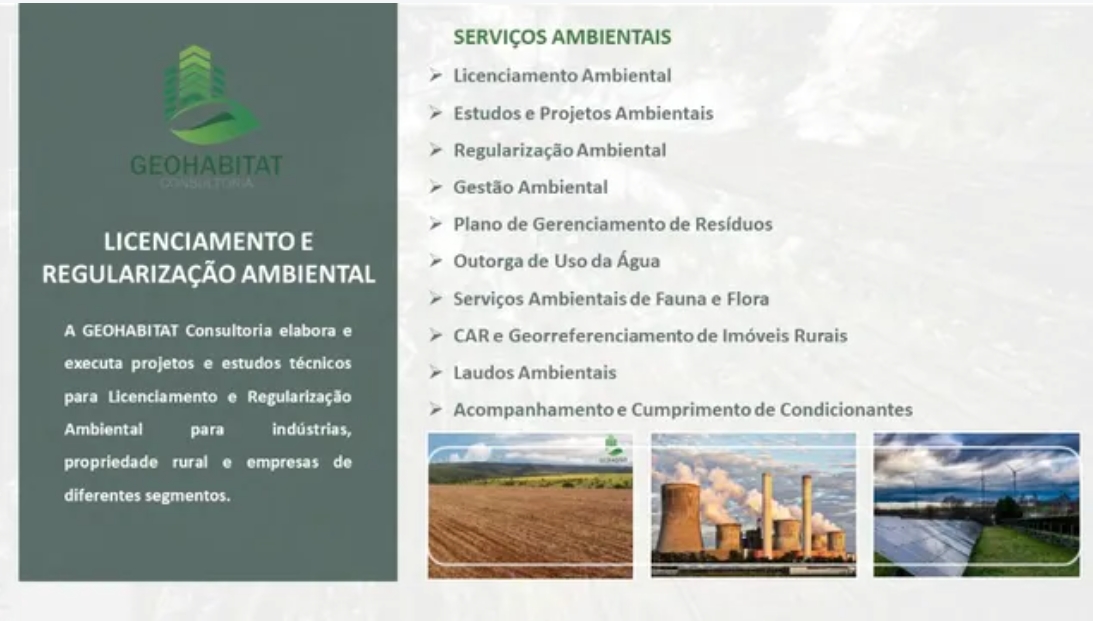 GEOHABITAT
CONSULTORIA
LICENCIAMENTO E
REGULARIZAÇÃO AMBIENTAL
A GEOHABITAT Consultoria elabora e
executa projetos e estudos técnicos
para Licenciamento e Regularização
Ambiental para indústrias,
propriedade rural e empresas de
diferentes segmentos.
SERVIÇOS AMBIENTAIS
➢ Licenciamento Ambiental
➢ Estudos e Projetos Ambientais
➢ Regularização Ambiental
➢ Gestão Ambiental
➢ Plano de Gerenciamento de Resíduos
➢ Outorga de Uso da Água
➢ Serviços Ambientais de Fauna e Flora
➢ CAR e Georreferenciamento de Imóveis Rurais
➢ Laudos Ambientais
➢ Acompanhamento e Cumprimento de Condicionantes
GEOHABITAT